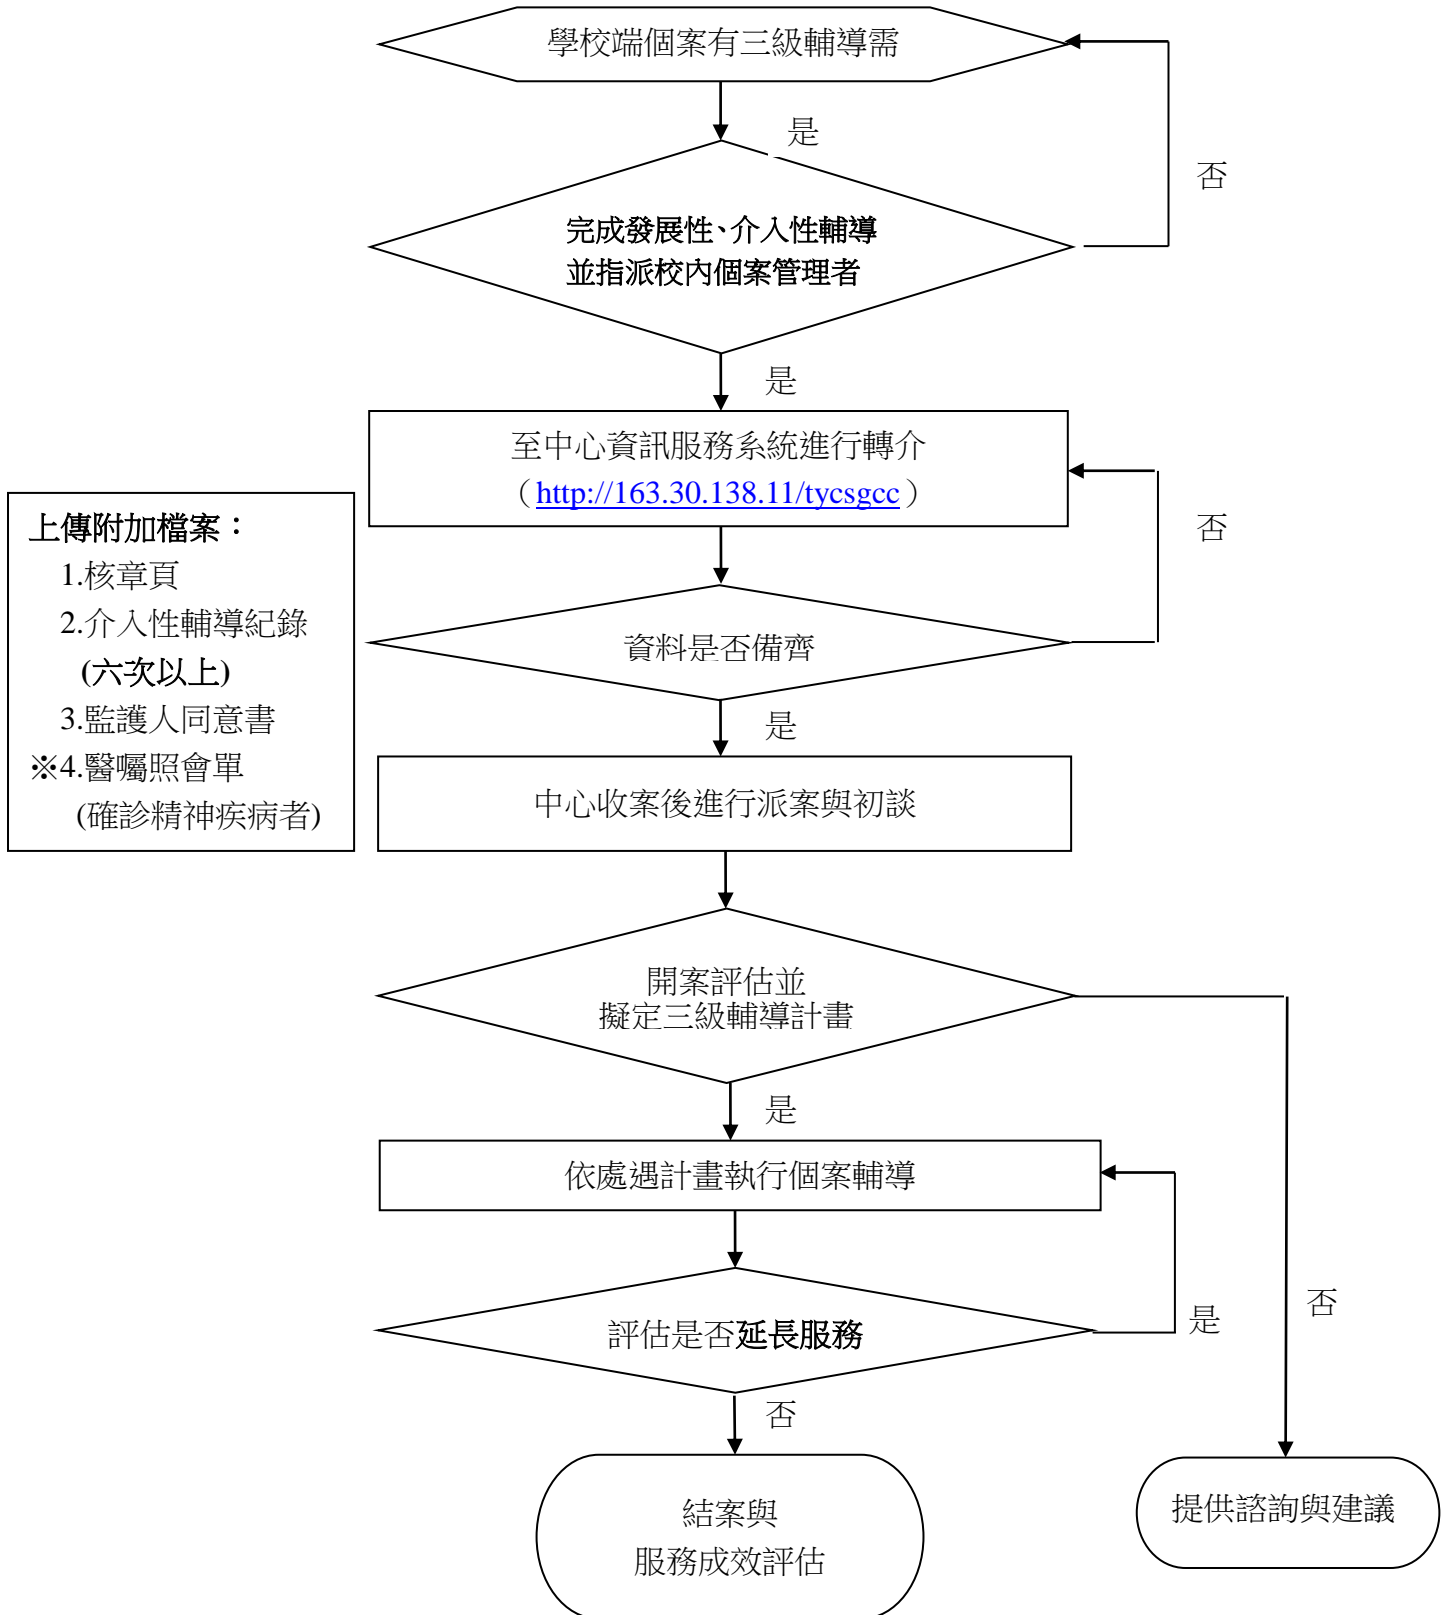 學校端個案有三級輔導需
是
否
完成發展性、介入性輔導
並指派校內個案管理者
是
至中心資訊服務系統進行轉介
（http://163.30.138.11/tycsgcc）
否
上傳附加檔案：
1.核章頁
2.介入性輔導紀錄
(六次以上)
3.監護人同意書
※4.醫囑照會單
(確診精神疾病者)
資料是否備齊
是
中心收案後進行派案與初談
開案評估並
擬定三級輔導計畫
是
依處遇計畫執行個案輔導
否
是
評估是否延長服務
否
結案與
服務成效評估
提供諮詢與建議